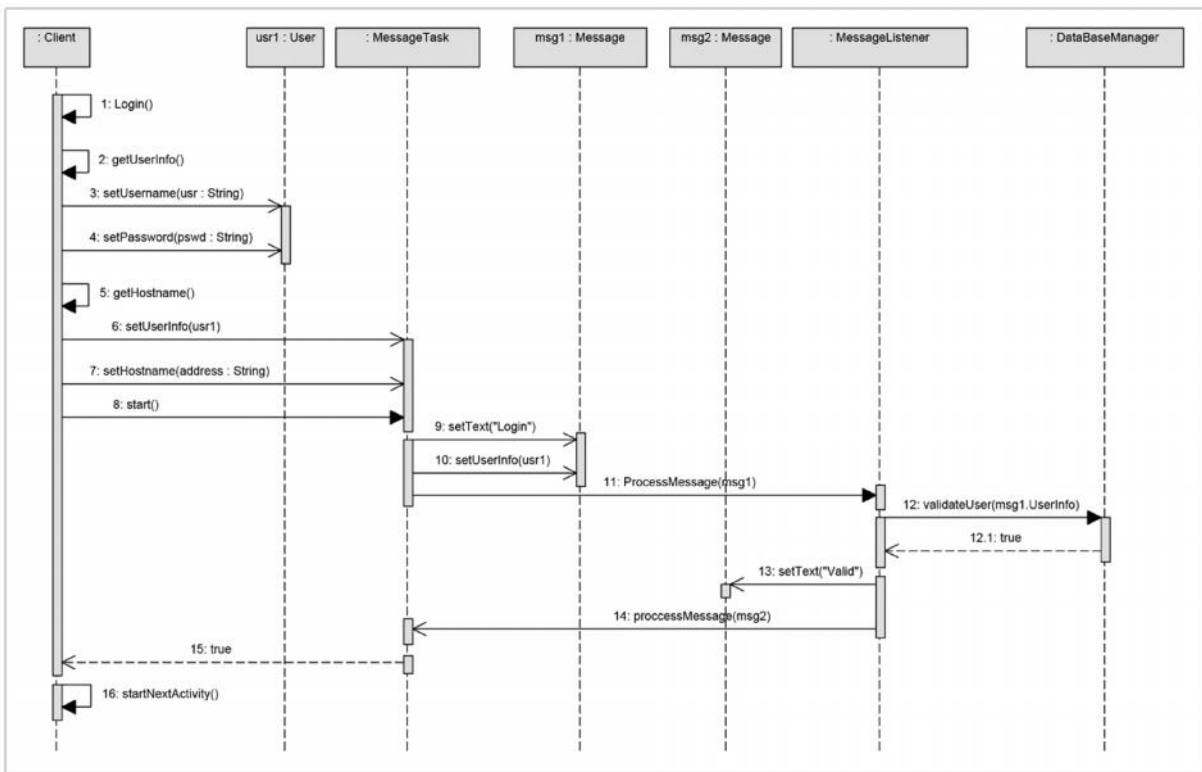 : Client
usr1 : User
: MessageTask
msg1 : Message
msg2 : Message
: MessageListener
: DataBaseManager
1: Login()
2: getUserInfo()
3: setUsername(usr : String)
4: setPassword(pswd : String)
5: getHostname()
6: setUserInfo(usr1)
7: setHostname(address : String)
8: start()
9: setText("Login")
10: setUserInfo(usr1)
11: ProcessMessage(msg1)
12: validateUser(msg1.UserInfo)
12.1: true
13: setText("Valid")
14: proccessMessage(msg2)
15: true
16: startNextActivity()